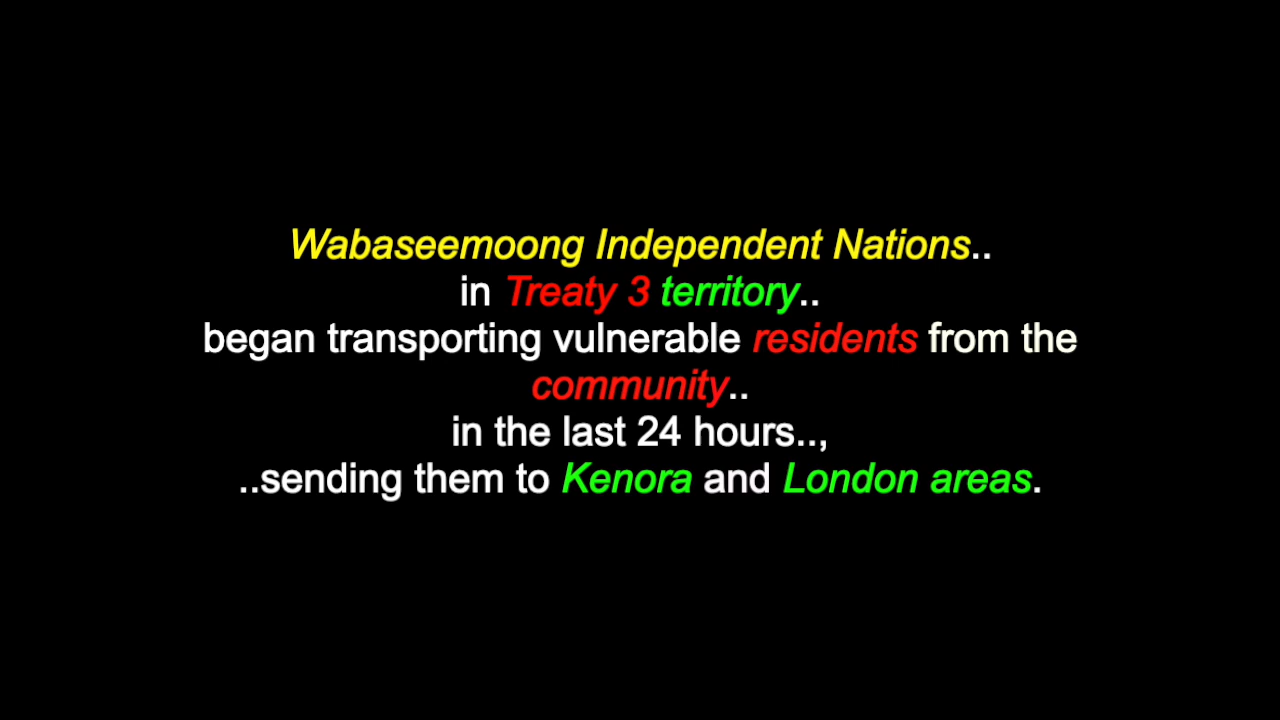 Wabaseemoong Independent Nations..
in Treaty 3 territory..
began transporting vulnerable residents from the
community..
in the last 24 hours..,
..sending them to Kenora and London areas.